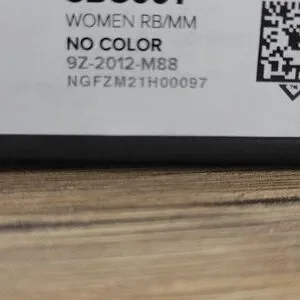 WOMEN RB/MM
NO COLOR
9Z-2012-M88
NGFZM21H00097